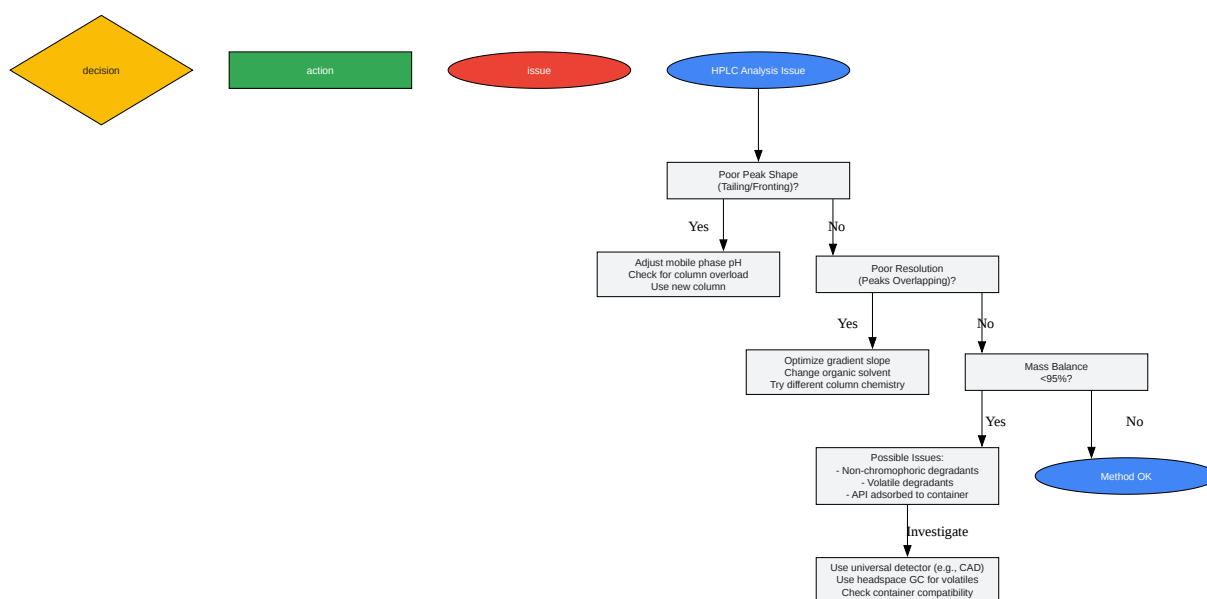 decision
action
issue
HPLC Analysis Issue
Poor Peak Shape
(Tailing/Fronting)?
Yes
No
Adjust mobile phase pH
Check for column overload
Use new column
Poor Resolution
(Peaks Overlapping)?
Yes
No
Optimize gradient slope
Change organic solvent
Try different column chemistry
Mass Balance
<95%?
Yes
No
Possible Issues:
- Non-chromophoric degradants
- Volatile degradants
- API adsorbed to container
Method OK
Investigate
Use universal detector (e.g., CAD)
Use headspace GC for volatiles
Check container compatibility